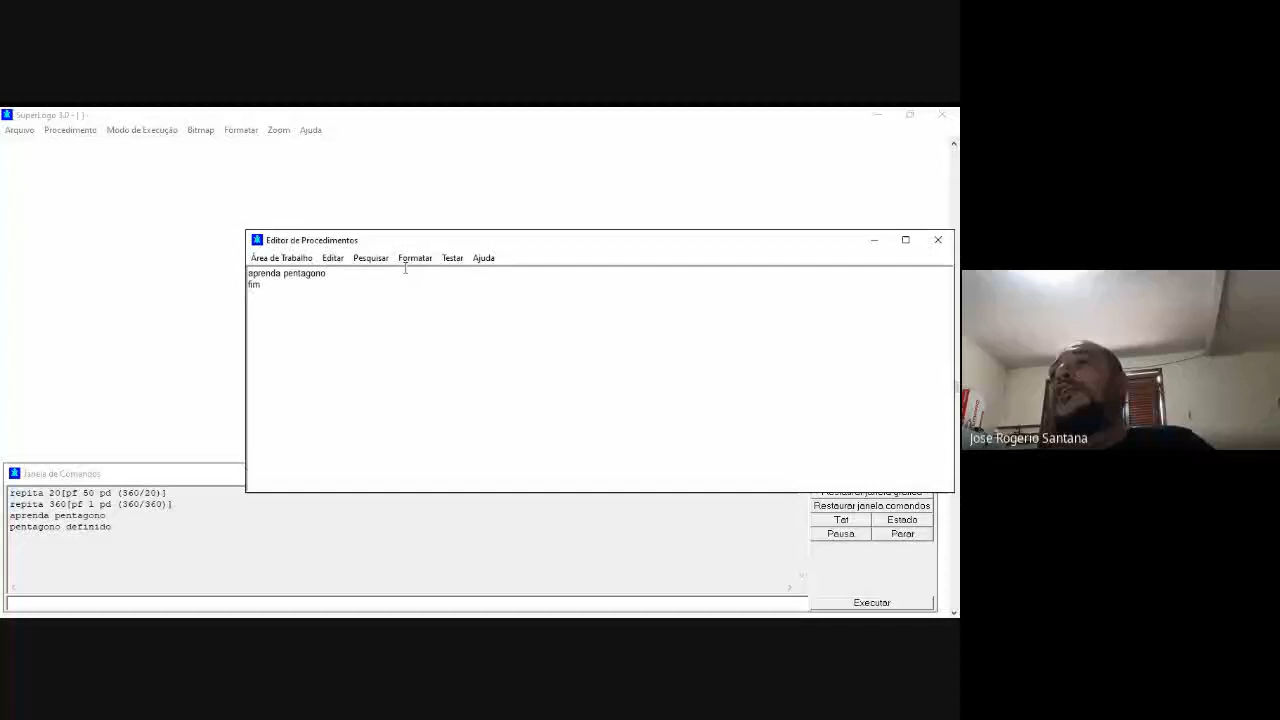 SuperLogo 3.0 - [ ] -
Arquivo Procedimento Modo de Execução Bitmap Formatar Zoom Ajuda
Editor de Procedimentos
Área de Trabalho Editar Pesquisar Formatar Testar Ajuda
aprenda pentagono
fim
Janela de Comandos
repita 20[pf 50 pd (360/20)]
repita 360[pf 1 pd (360/360)]
aprenda pentagono
pentagono definido
Restaurar janela gráfica
Restaurar janela comandos
Tat Estado
Pausa Parar
Executar
Jose Rogerio Santana